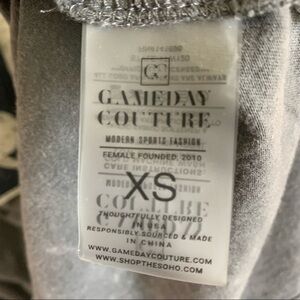 GC
GAMEDAY
COUTURE
MODERN SPORTS FASHION
FEMALE FOUNDED, 2010
XS
THOUGHTFULLY DESIGNED
IN USA
RESPONSIBLY SOURCED & MADE
IN CHINA
WWW.GAMEDAYCOUTURE.COM
WWW.SHOPTHESOHO.COM